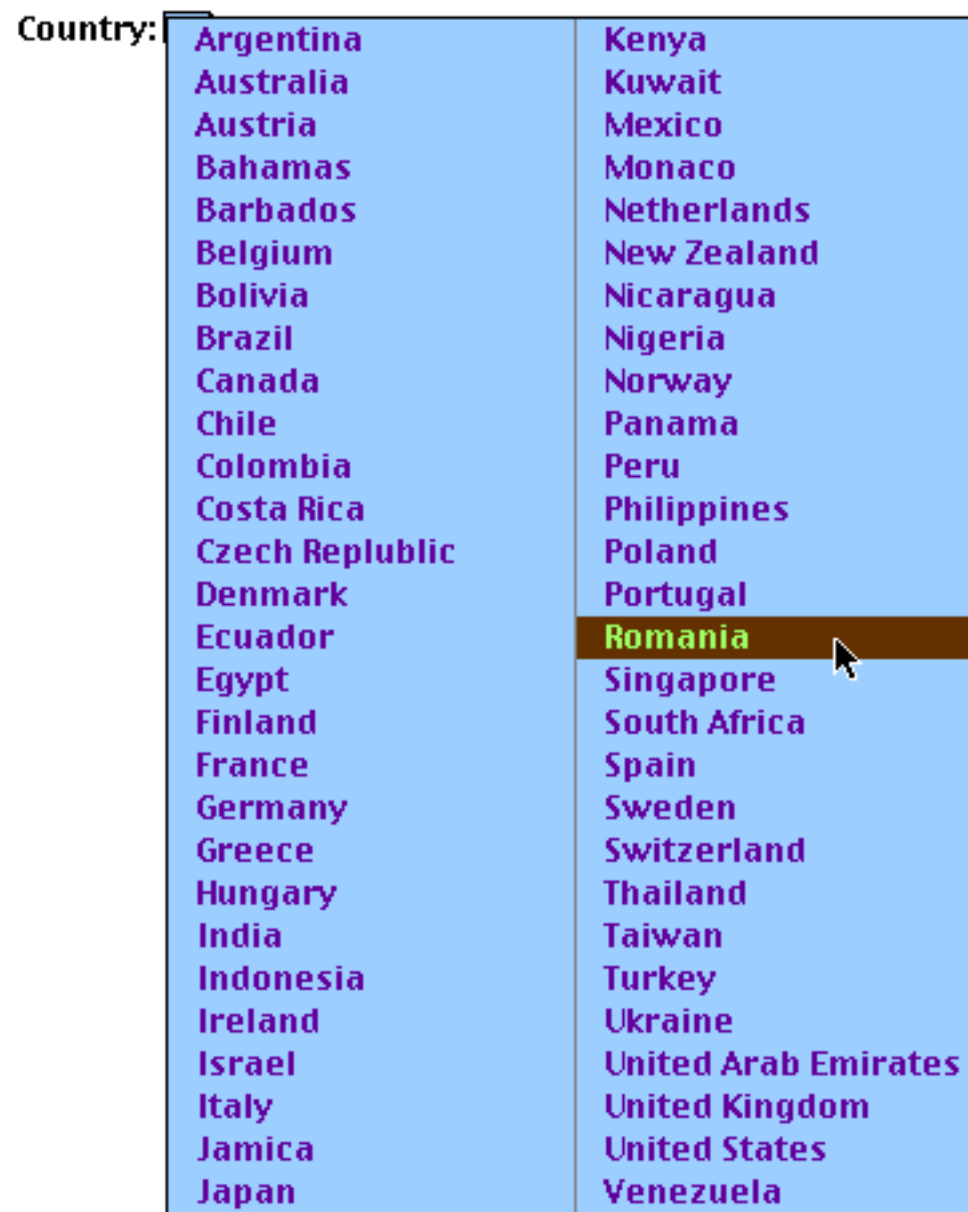 Country:
Argentina
Australia
Austria
Bahamas
Barbados
Belgium
Bolivia
Brazil
Canada
Chile
Colombia
Costa Rica
Czech Replublic
Denmark
Ecuador
Egypt
Finland
France
Germany
Greece
Hungary
India
Indonesia
Ireland
Israel
Italy
Jamica
Japan
Kenya
Kuwait
Mexico
Monaco
Netherlands
New Zealand
Nicaragua
Nigeria
Norway
Panama
Peru
Philippines
Poland
Portugal
Romania
Singapore
South Africa
Spain
Sweden
Switzerland
Thailand
Taiwan
Turkey
Ukraine
United Arab Emirates
United Kingdom
United States
Venezuela